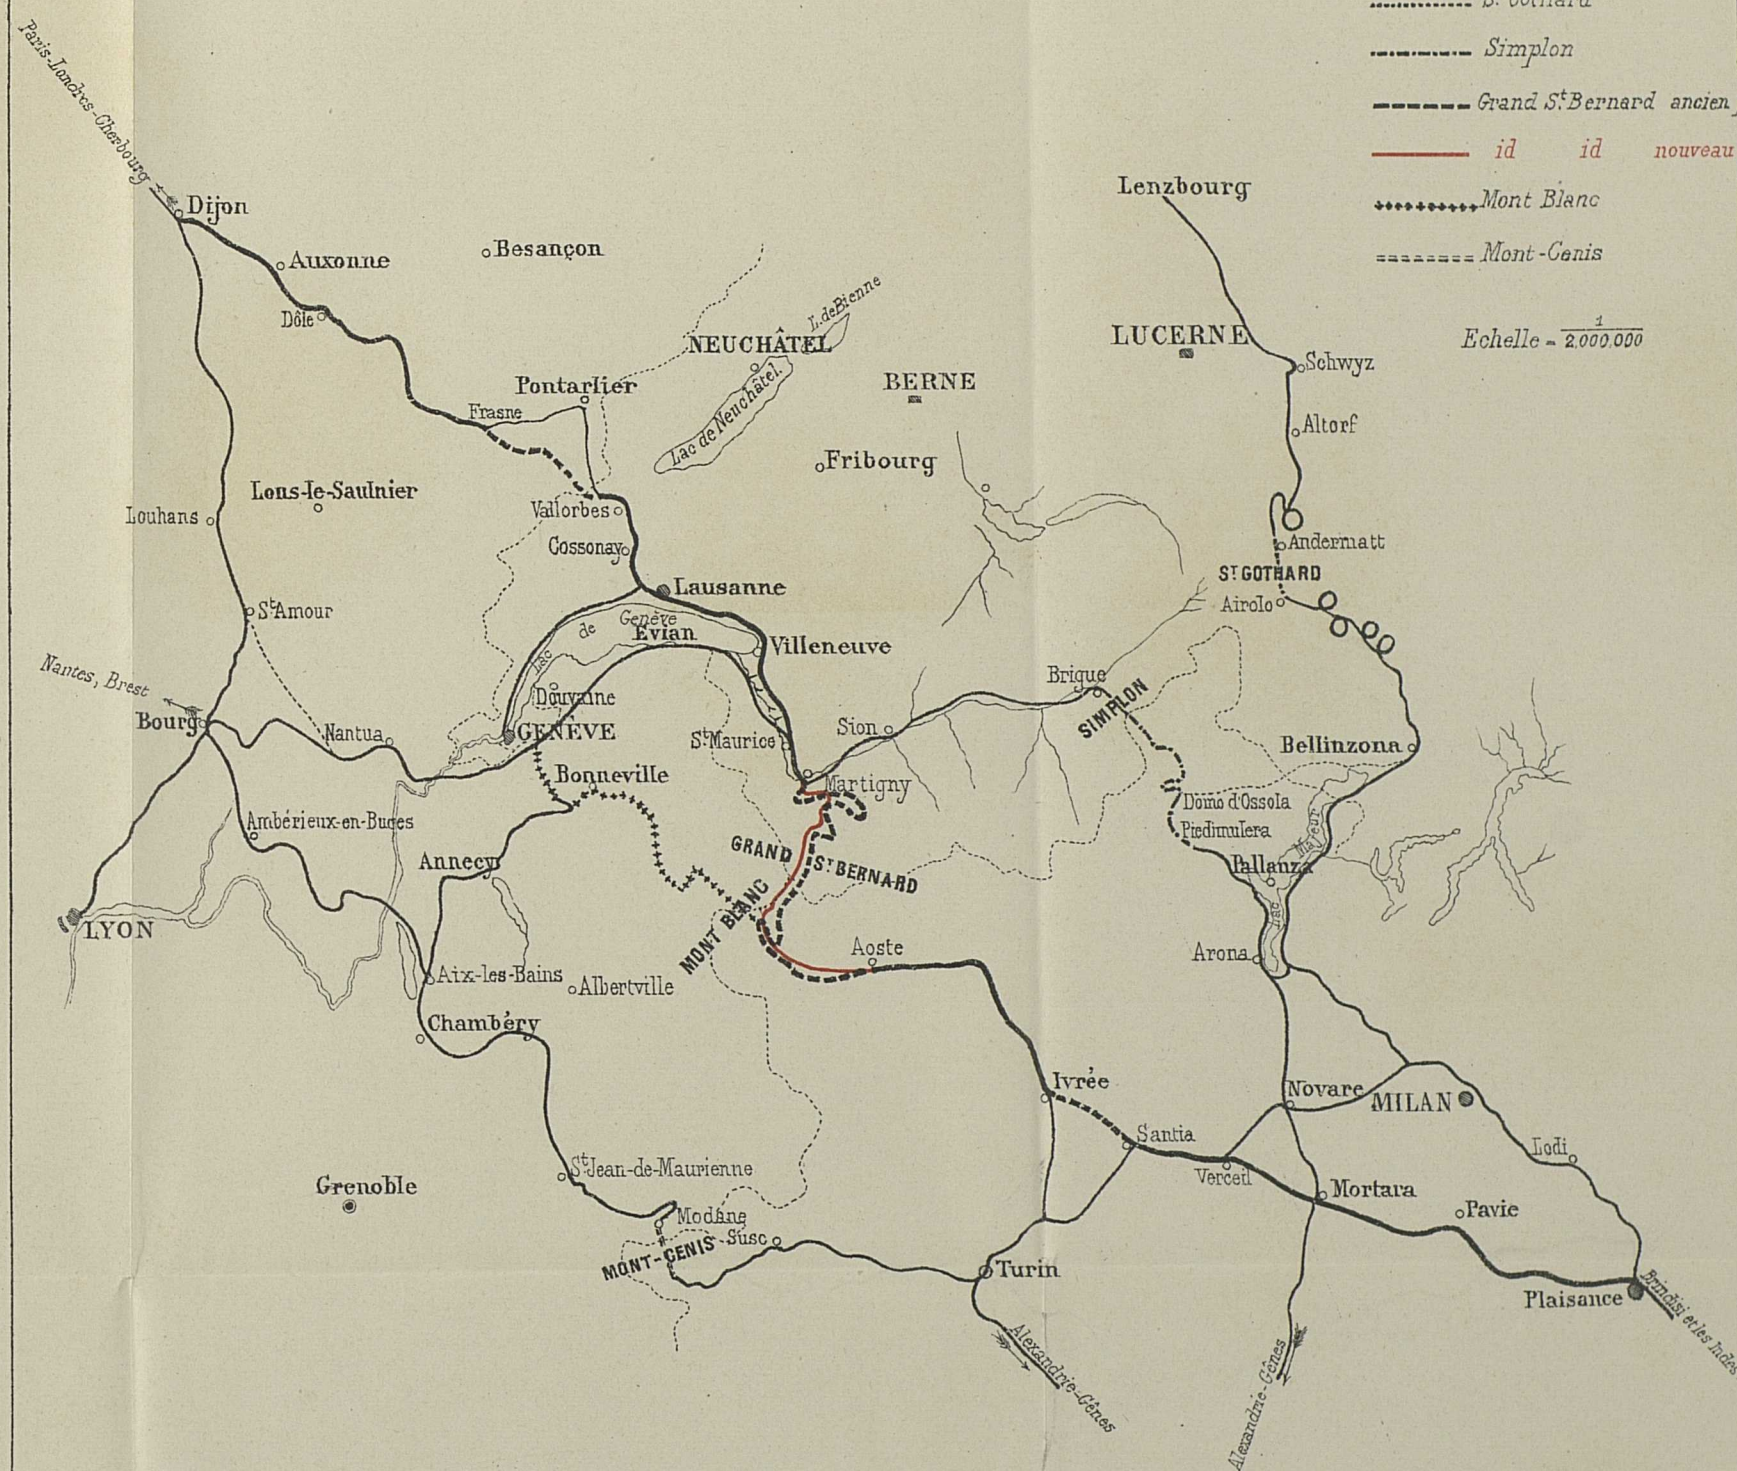 St Gothard
Simplon
Grand St Bernard ancien
id id nouveau
Mont Blanc
Mont-Cenis
Echelle = 1/2,000,000
Paris-Londres-Cherbourg
Dijon
Auxonne
Dôle
Besançon
Lenzbourg
L. de Bienne
NEUCHÂTEL
Lac de Neuchâtel.
LUCERNE
Schwyz
BERNE
Pontarlier
Frasne
Altorf
Fribourg
Lons-le-Saulnier
Louhans
Vallorbes
Cossonay
Andermatt
ST GOTHARD
Airolo
Lausanne
St Amour
Lac de Genève
Evian
Villeneuve
Nantes, Brest
Bourg
Nantua
Douvaine
GENÈVE
St Maurice
Sion
Brigue
SIMPLON
Bellinzona
Bonneville
Martigny
Domo d'Ossola
Piedimulera
Ambérieux-en-Buges
Annecy
GRAND ST BERNARD
MONT BLANC
Pallanza
Lac Majeur
LYON
Aoste
Arona
Aix-les-Bains
Albertville
Chambéry
Ivrée
Novare
MILAN
Santia
Verceil
Lodi
St Jean-de-Maurienne
Grenoble
Mortara
Pavie
Modane
MONT-CENIS
Suse
Turin
Plaisance
Brindisi et les Indes
Alexandrie-Gênes
Alexandrie-Gênes